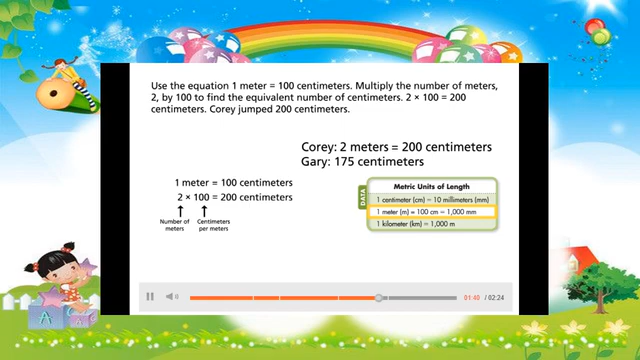 Use the equation 1 meter = 100 centimeters. Multiply the number of meters,
2, by 100 to find the equivalent number of centimeters. 2 × 100 = 200
centimeters. Corey jumped 200 centimeters.
Corey: 2 meters = 200 centimeters
Gary: 175 centimeters
1 meter = 100 centimeters
2 × 100 = 200 centimeters
Number of
meters
Centimeters
per meters
DATA
Metric Units of Length
1 centimeter (cm) = 10 millimeters (mm)
1 meter (m) = 100 cm = 1,000 mm
1 kilometer (km) = 1,000 m
01:40 / 02:24
A A